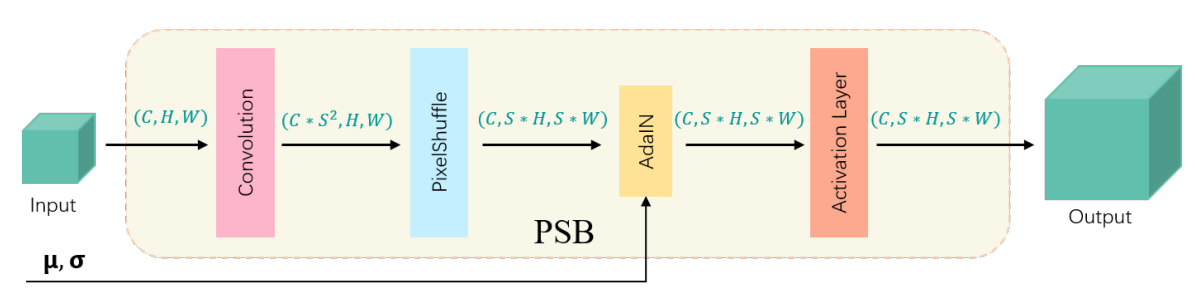 Input
(C, H, W)
Convolution
(C * S², H, W)
PixelShuffle
(C, S * H, S * W)
AdaIN
(C, S * H, S * W)
Activation Layer
(C, S * H, S * W)
Output
PSB
μ, σ